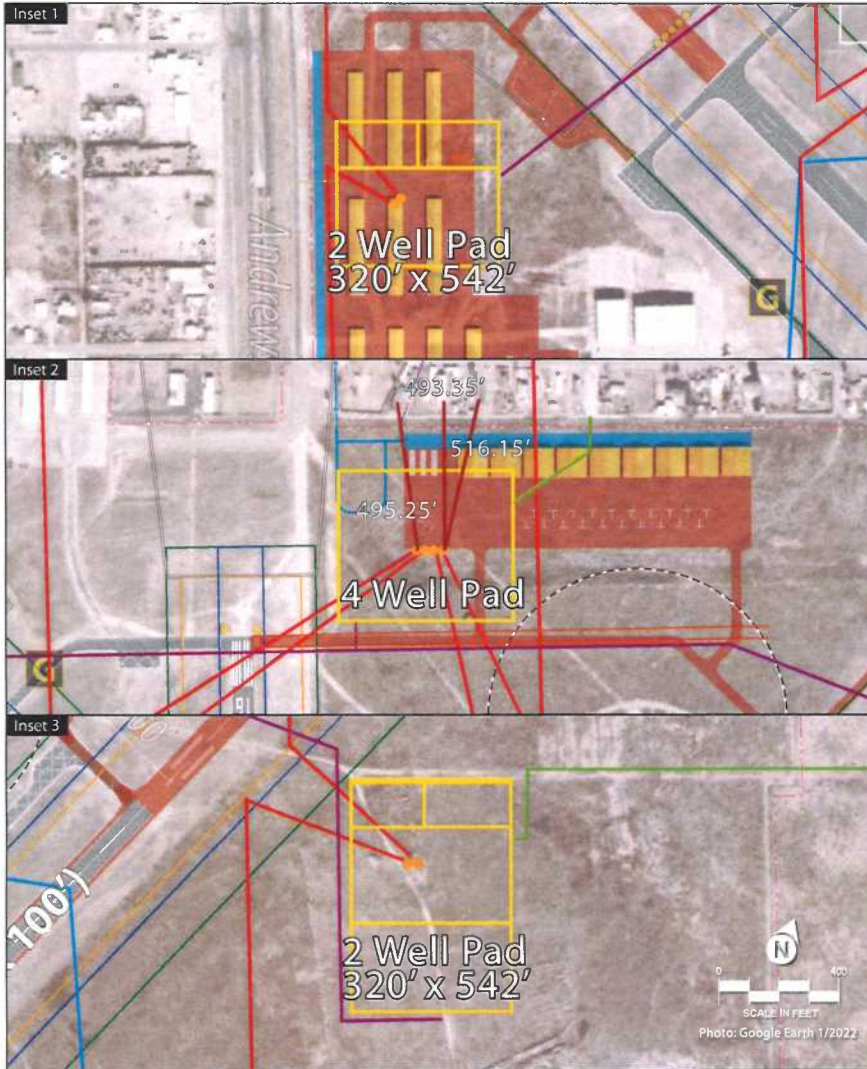 Inset 1
Andrew
2 Well Pad
320' x 542'
G
Inset 2
493.35'
516.15'
495.25'
4 Well Pad
G
16
Inset 3
100')
2 Well Pad
320' x 542'
N
0
400
SCALE IN FEET
Photo: Google Earth 1/2022